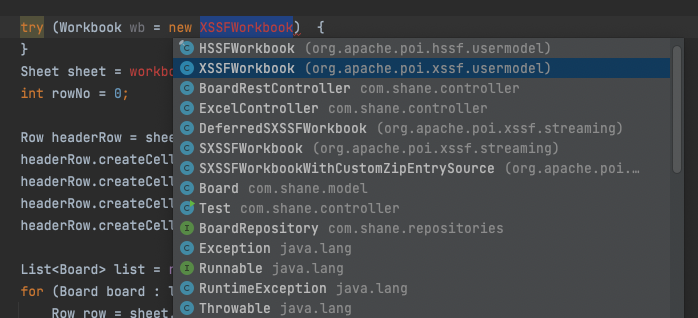 try (Workbook wb = new XSSFWorkbook)  {
}
Sheet sheet = workbo
int rowNo = 0;
Row headerRow = shee
headerRow.createCell
headerRow.createCell
headerRow.createCell
headerRow.createCell
List<Board> list =
for (Board board :
Row row = sheet.
HSSFWorkbook (org.apache.poi.hssf.usermodel)
XSSFWorkbook (org.apache.poi.xssf.usermodel)
BoardRestController com.shane.controller
ExcelController com.shane.controller
DeferredSXSSFWorkbook (org.apache.poi.xssf.streaming)
SXSSFWorkbook (org.apache.poi.xssf.streaming)
SXSSFWorkbookWithCustomZipEntrySource (org.apache.poi.…
Board com.shane.model
Test com.shane.controller
BoardRepository com.shane.repositories
Exception java.lang
Runnable java.lang
RuntimeException java.lang
Throwable java.lang